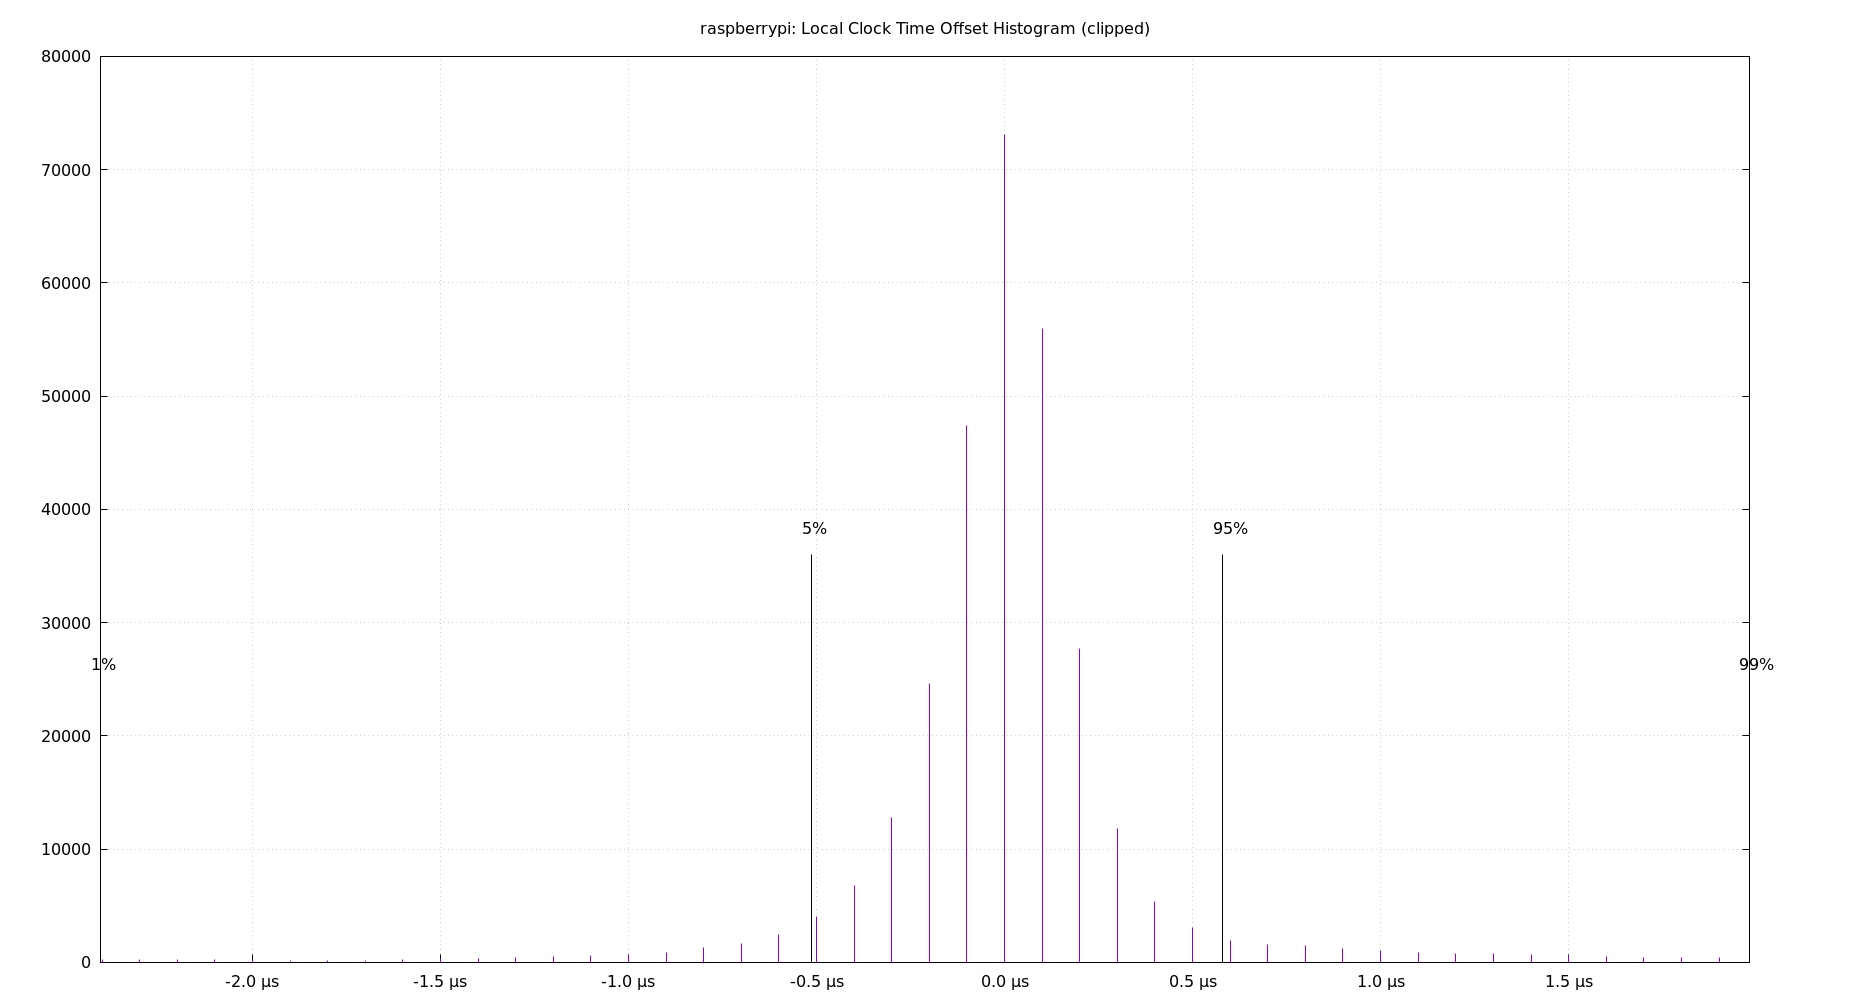 raspberrypi: Local Clock Time Offset Histogram (clipped)
80000
70000
60000
50000
40000
5%
95%
30000
1%
99%
20000
10000
0
-2.0 µs
-1.5 µs
-1.0 µs
-0.5 µs
0.0 µs
0.5 µs
1.0 µs
1.5 µs